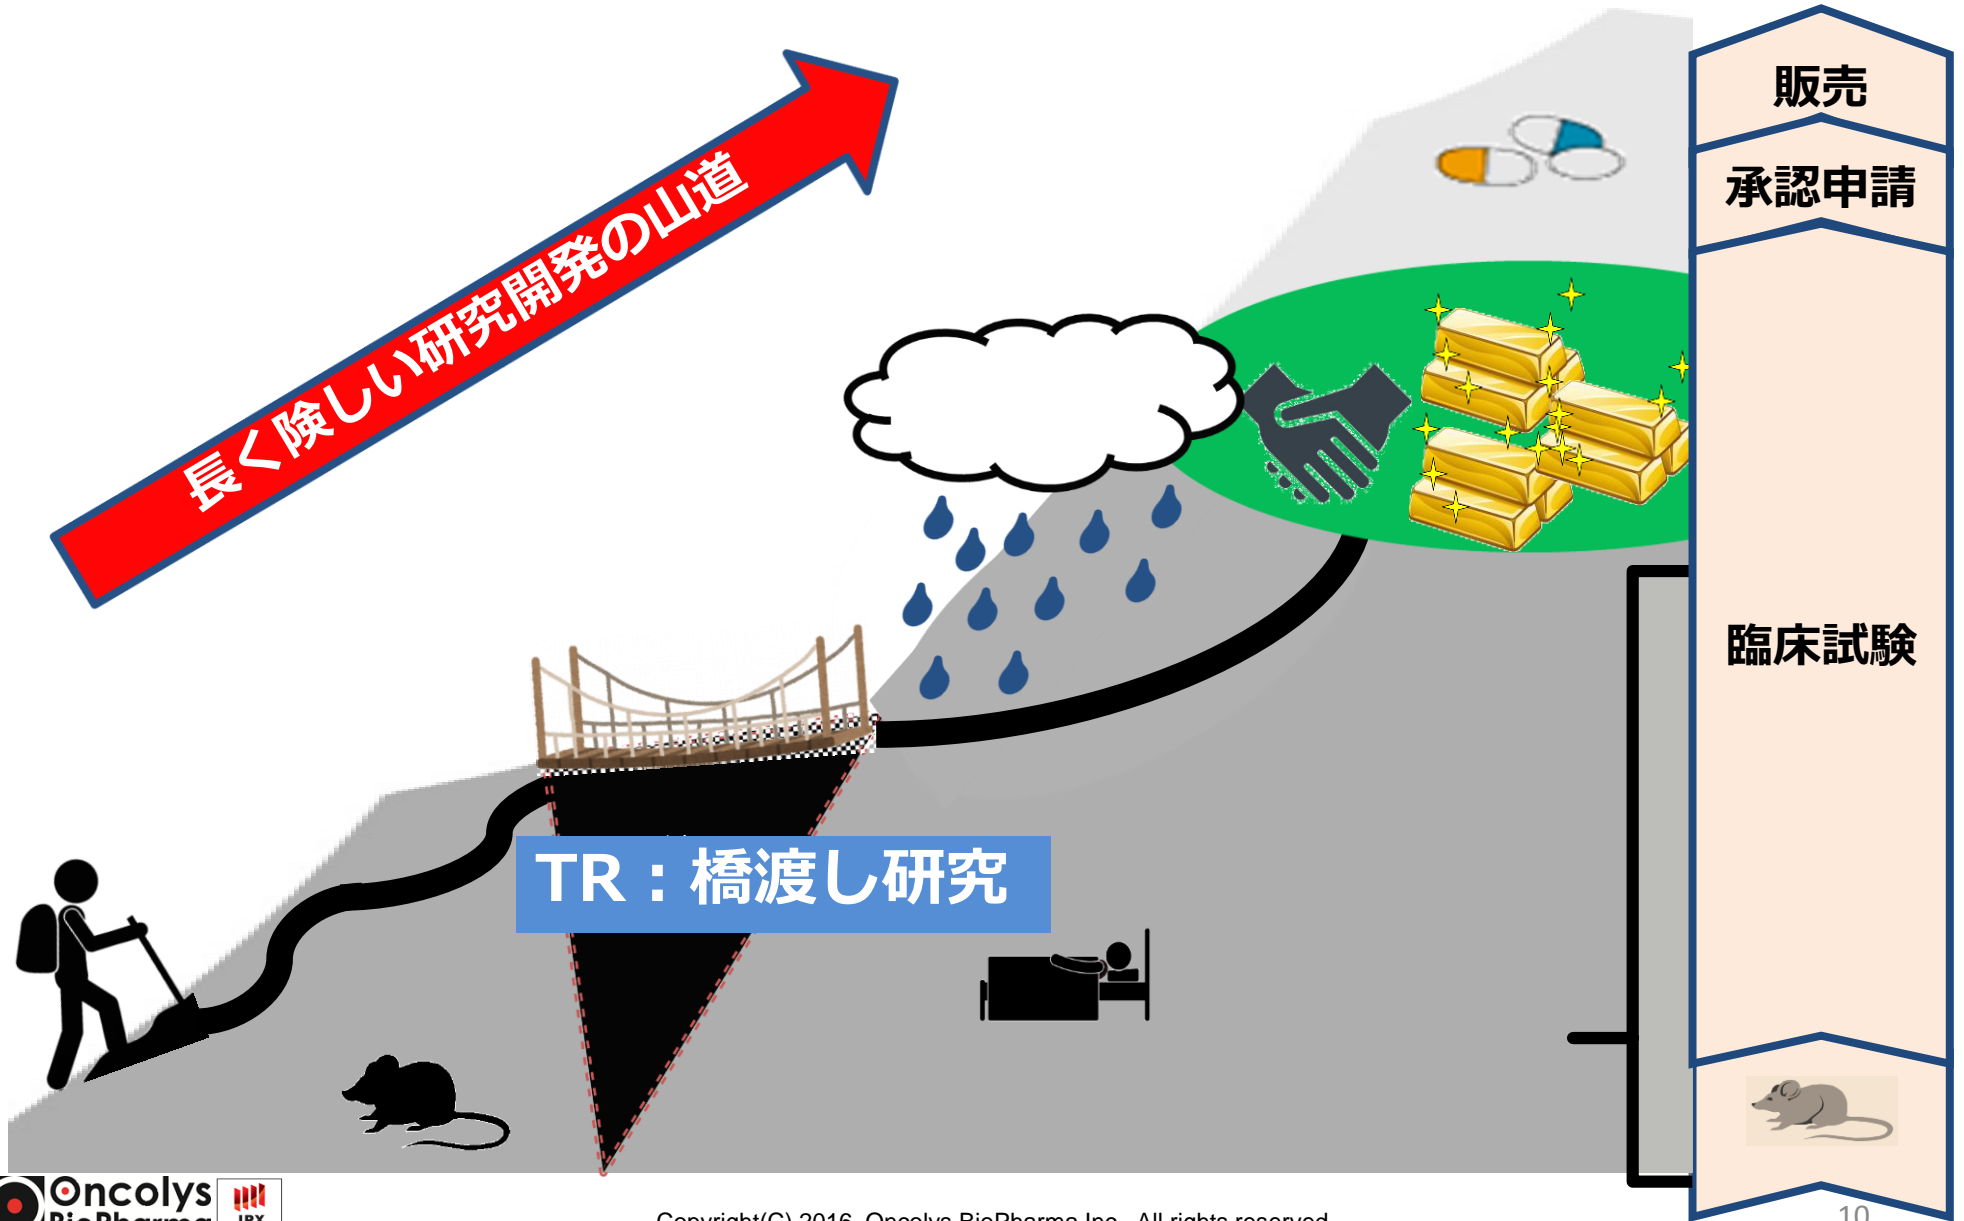 長く険しい研究開発の山道
販売
承認申請
臨床試験
TR：橋渡し研究
Oncolys
BioPharma
JPX
Copyright(C) 2016 Oncolys BioPharma Inc. All rights reserved.
10